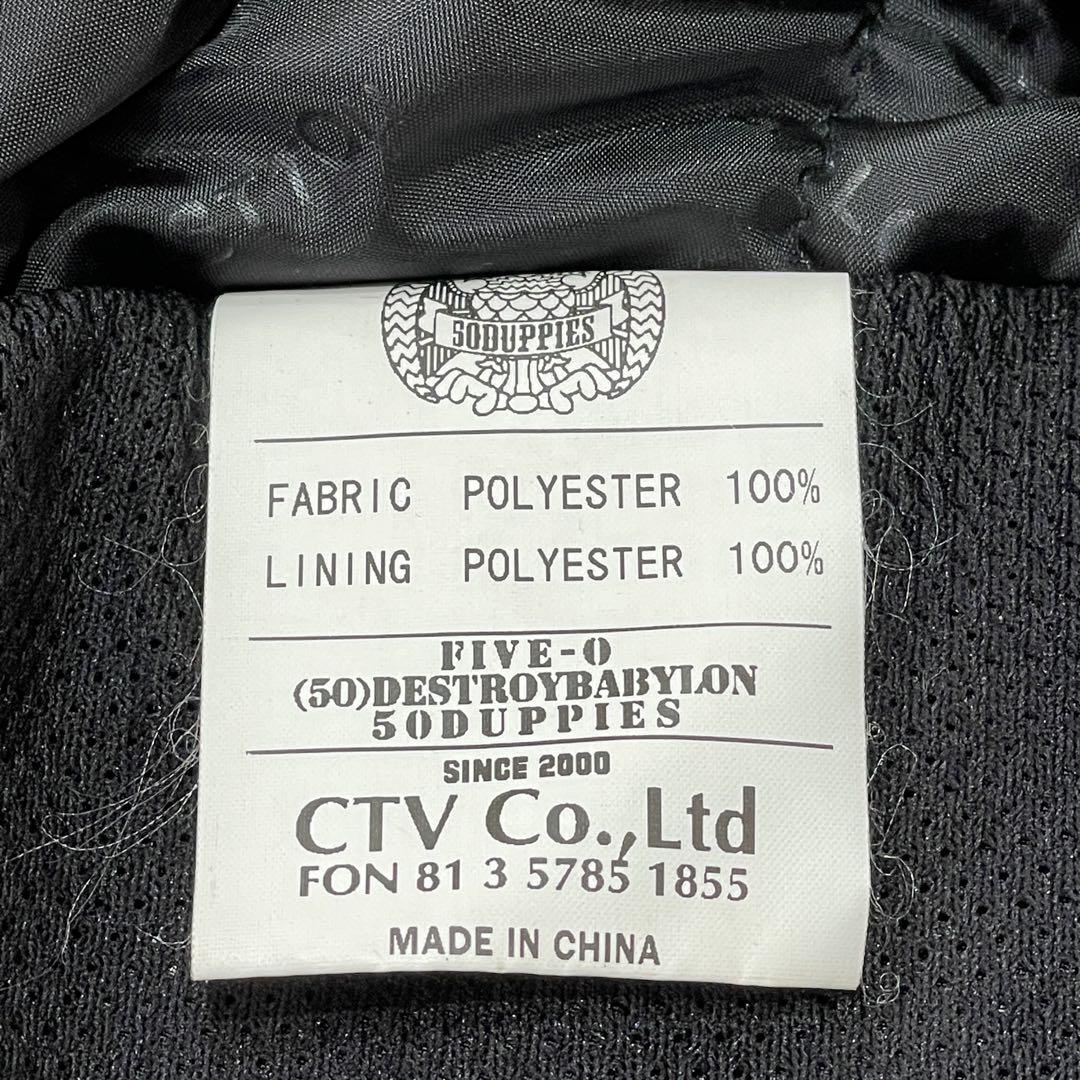 50DUPPIES
FABRIC POLYESTER 100%
LINING POLYESTER 100%
FIVE-0
(50)DESTROYBABYLON
50DUPPIES
SINCE 2000
CTV Co.,Ltd
FON 81 3 5785 1855
MADE IN CHINA